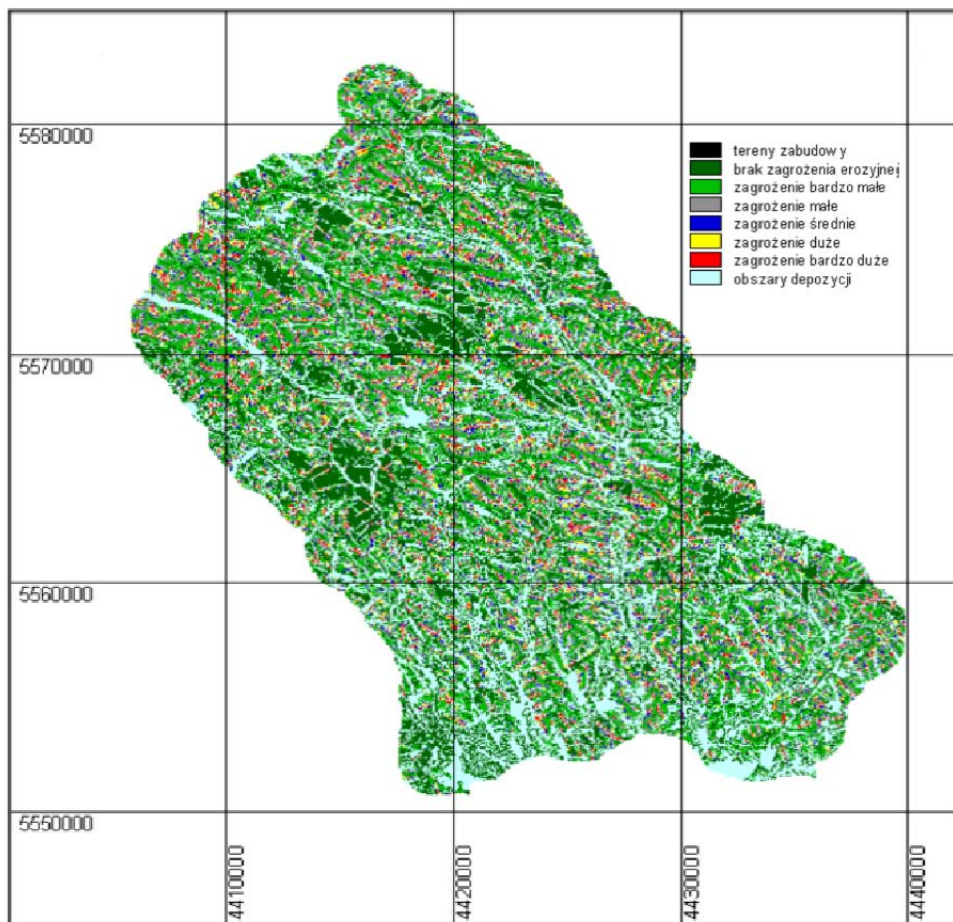 5580000
tereny zabudowy
brak zagrożenia erozyjnej
zagrożenie bardzo małe
zagrożenie małe
zagrożenie średnie
zagrożenie duże
zagrożenie bardzo duże
obszary depozycji
5570000
5560000
5550000
4410000
4420000
4430000
4440000